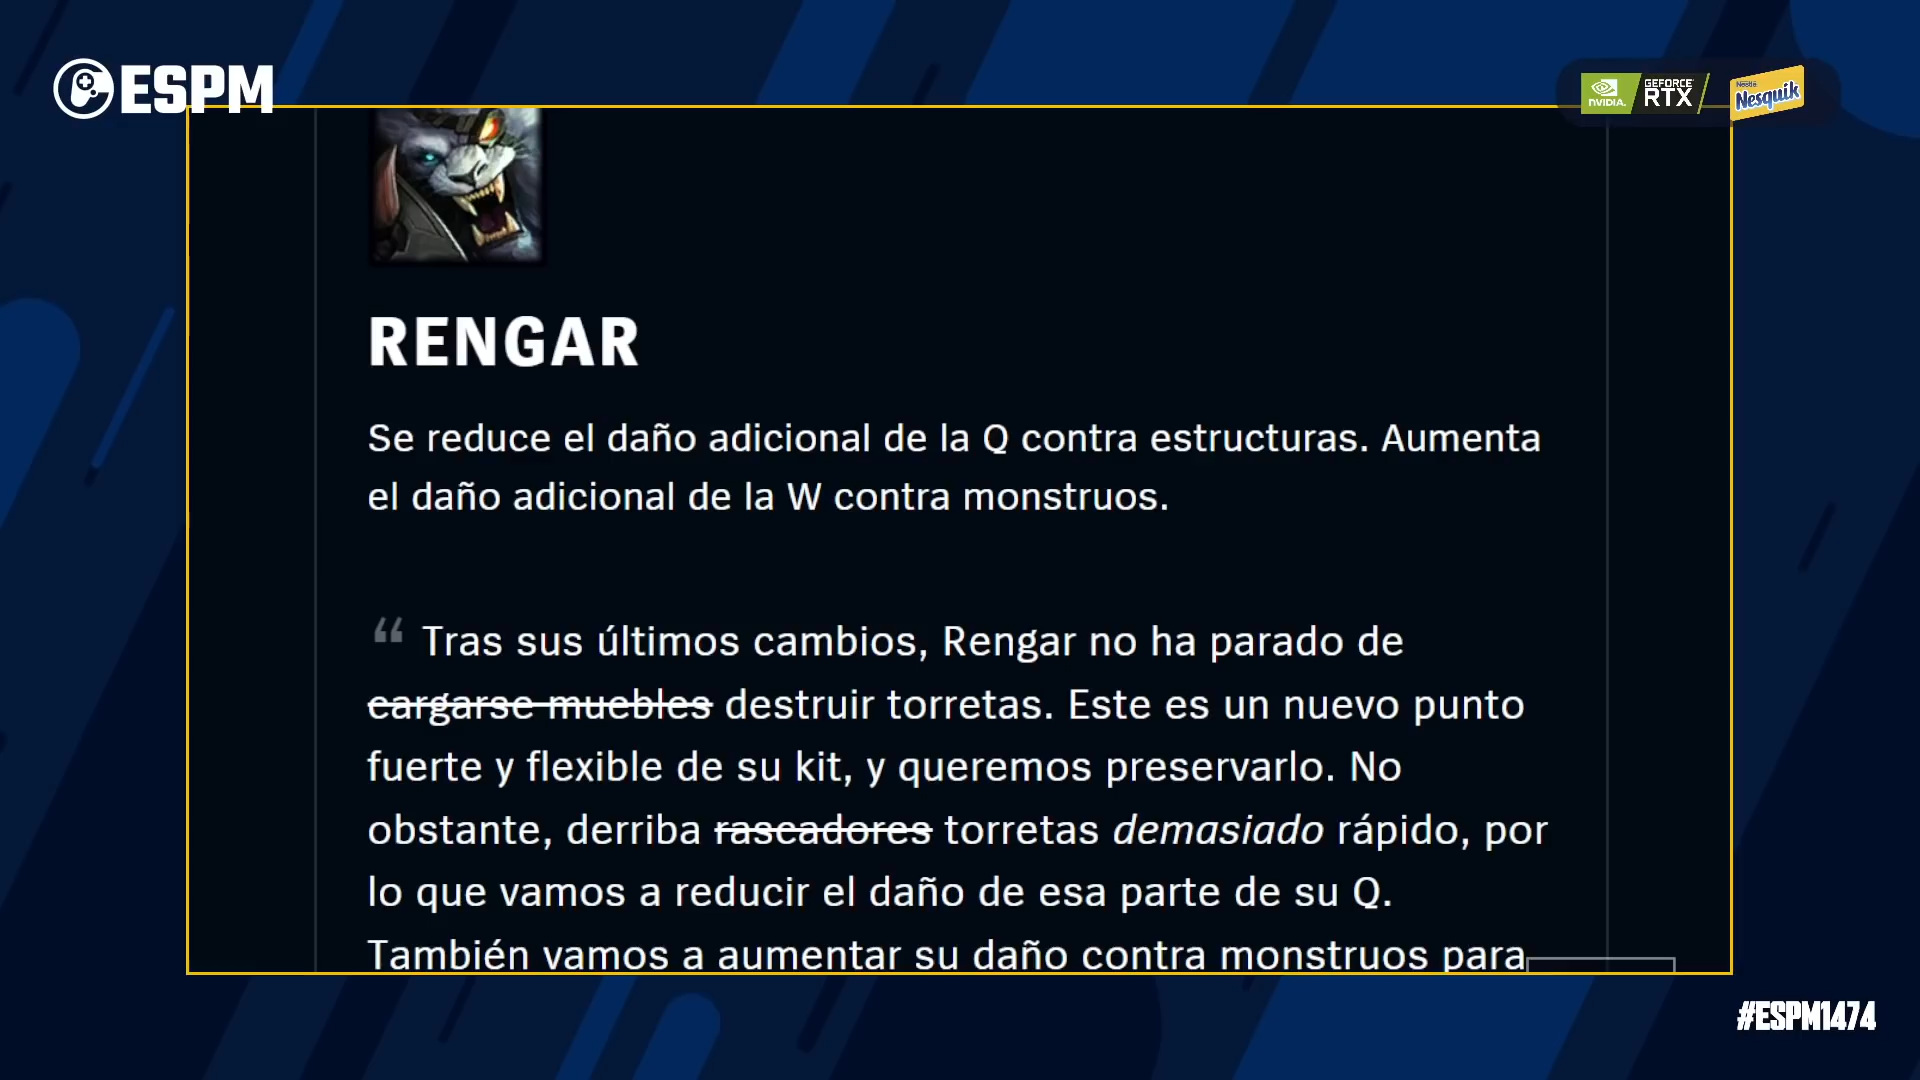 ESPM
NVIDIA.
GEFORCE
RTX
Nestlé
Nesquik
RENGAR
Se reduce el daño adicional de la Q contra estructuras. Aumenta
el daño adicional de la W contra monstruos.
“ Tras sus últimos cambios, Rengar no ha parado de
cargarse muebles destruir torretas. Este es un nuevo punto
fuerte y flexible de su kit, y queremos preservarlo. No
obstante, derriba rascadores torretas demasiado rápido, por
lo que vamos a reducir el daño de esa parte de su Q.
También vamos a aumentar su daño contra monstruos para
#ESPM1474